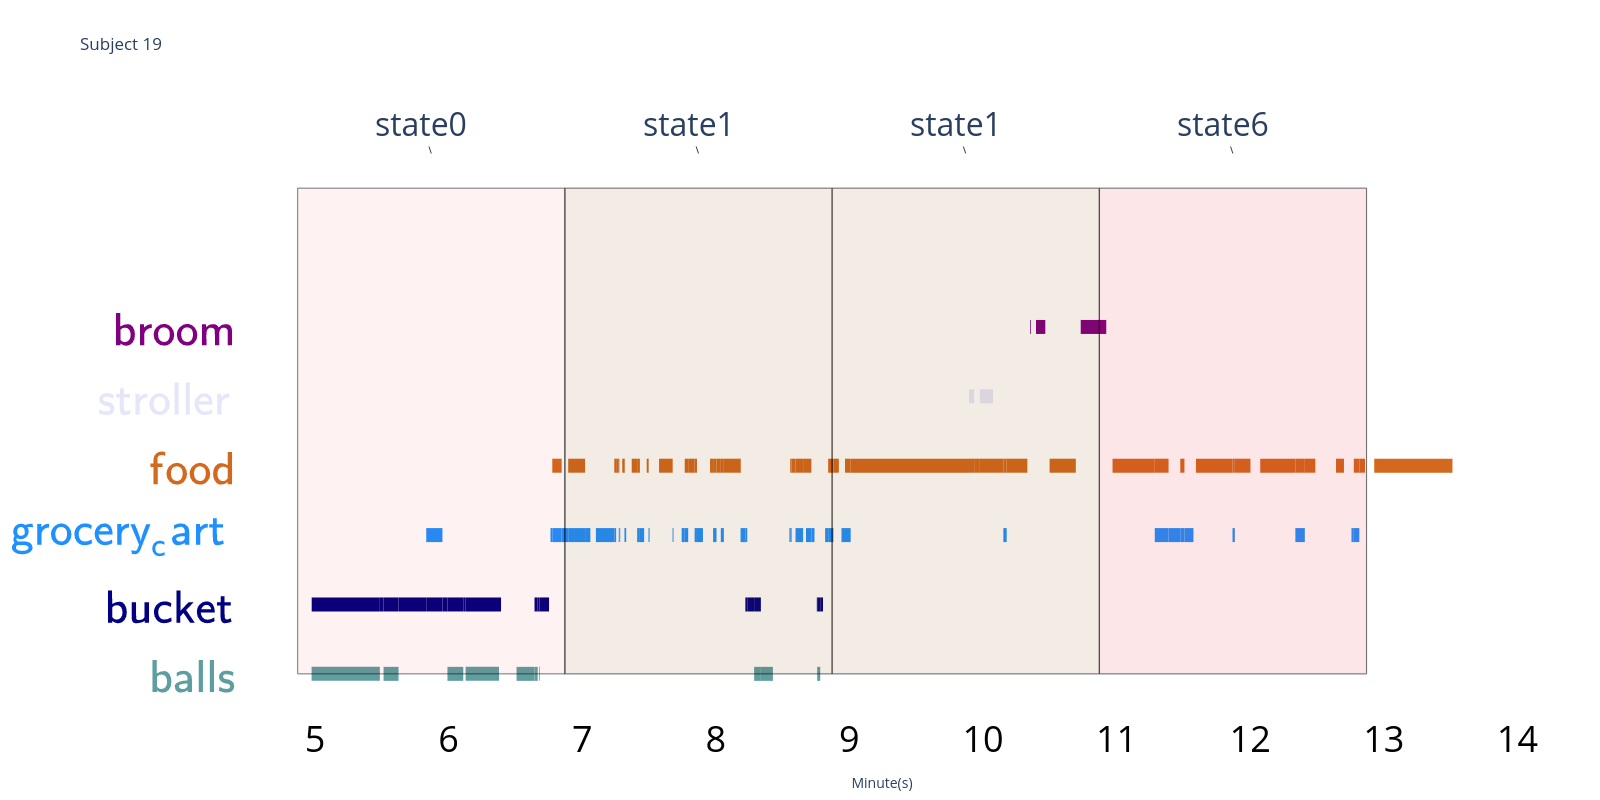 Subject 19
state0 state1 state1 state6
broom
stroller
food
grocery_c art
bucket
balls
5 6 7 8 9 10 11 12 13 14
Minute(s)